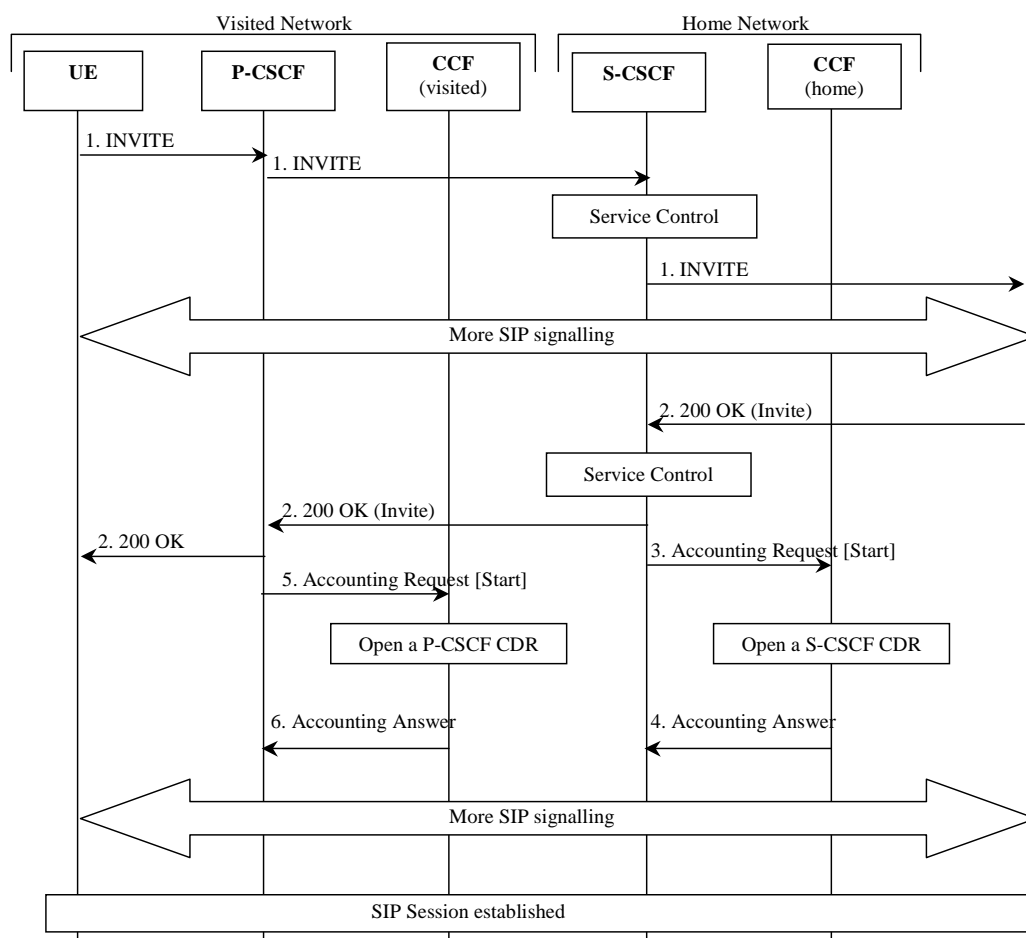 Visited Network
Home Network
UE
P-CSCF
CCF
(visited)
S-CSCF
CCF
(home)
1. INVITE
1. INVITE
Service Control
1. INVITE
More SIP signalling
2. 200 OK (Invite)
Service Control
2. 200 OK (Invite)
2. 200 OK
3. Accounting Request [Start]
5. Accounting Request [Start]
Open a P-CSCF CDR
Open a S-CSCF CDR
6. Accounting Answer
4. Accounting Answer
More SIP signalling
SIP Session established